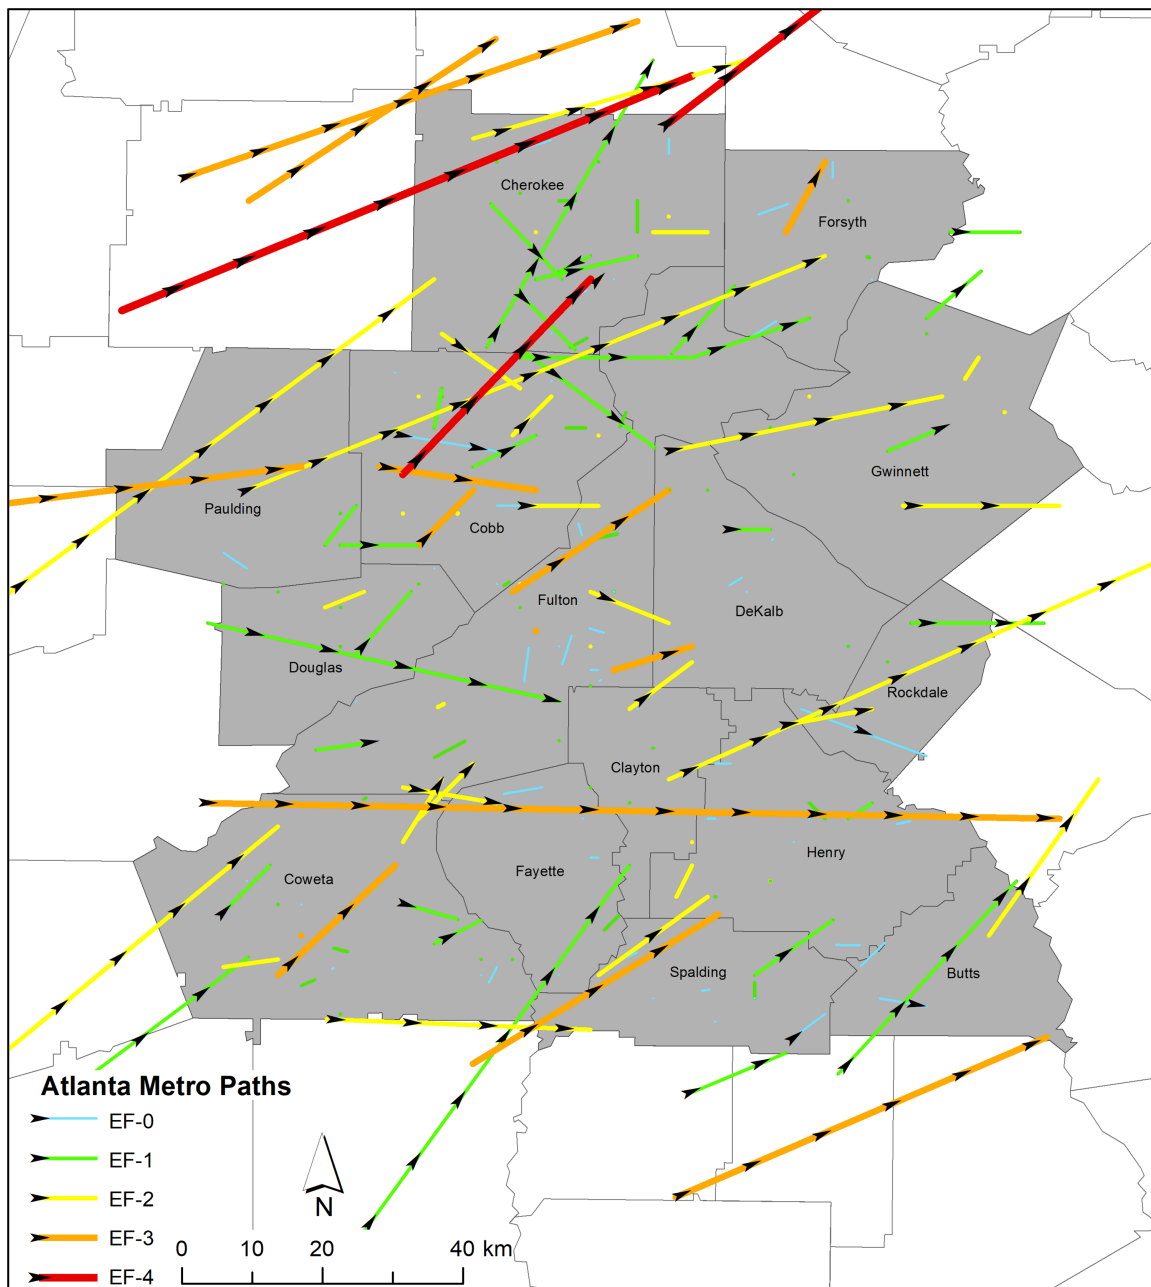 Cherokee
Forsyth
Gwinnett
Paulding
Cobb
Fulton
DeKalb
Douglas
Rockdale
Clayton
Henry
Fayette
Coweta
Spalding
Butts
Atlanta Metro Paths
EF-0
EF-1
EF-2
EF-3
EF-4
N
0 10 20 40 km